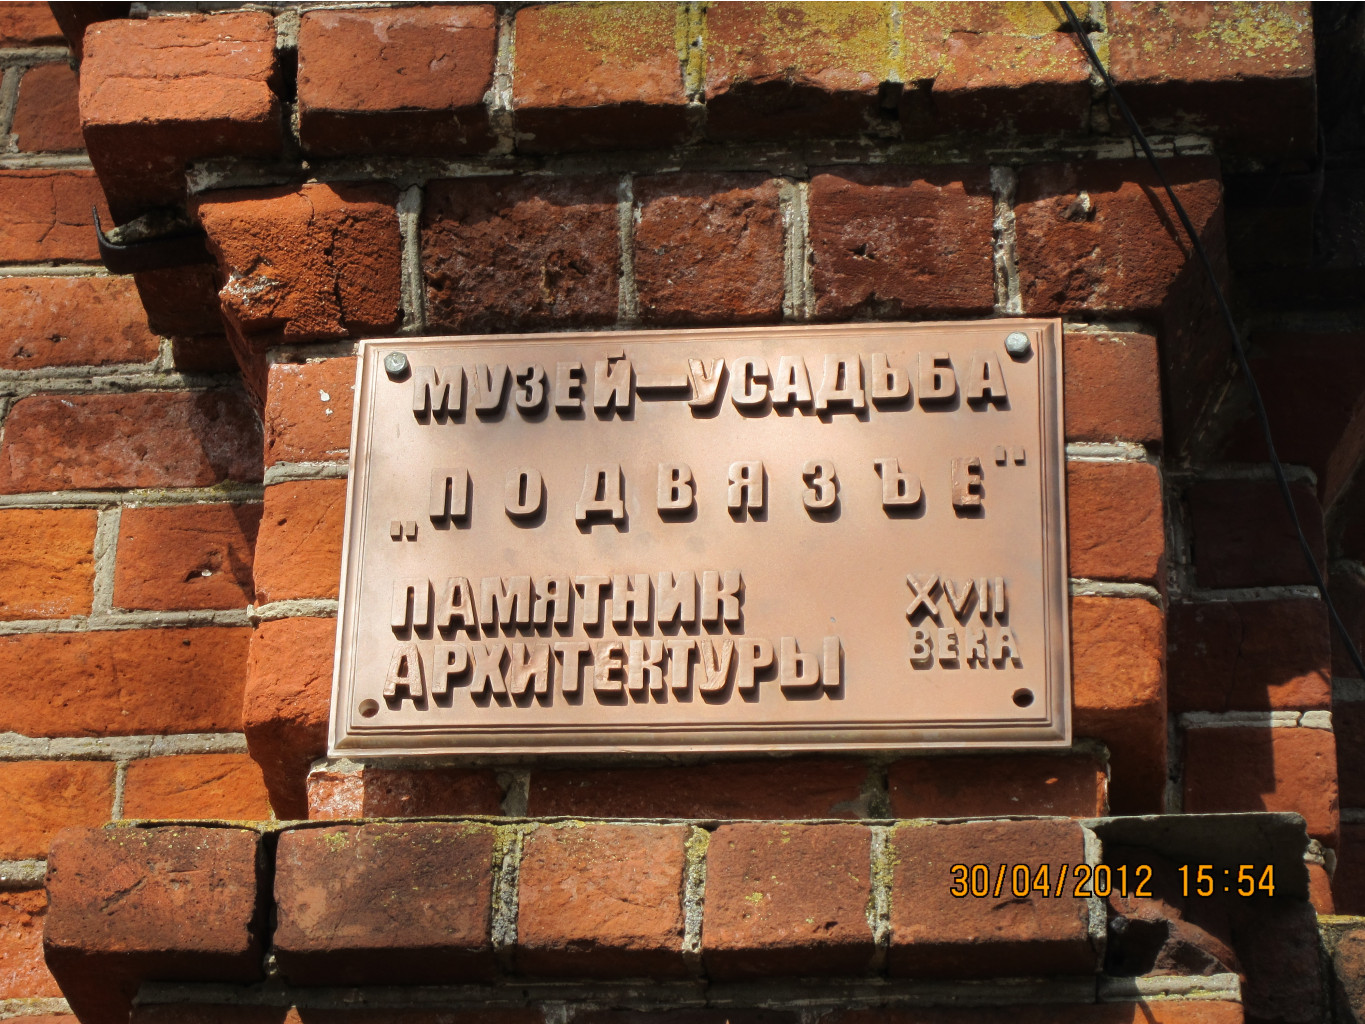 МУЗЕЙ—УСАДЬБА
„ПОДВЯЗЪЕ"
ПАМЯТНИК XVII
АРХИТЕКТУРЫ ВЕКА
30/04/2012 15:54